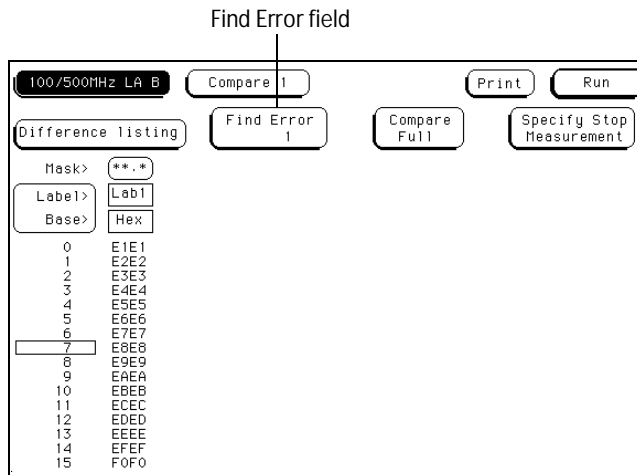 Find Error field
100/500MHz LA B Compare 1 Print Run
Difference listing Find Error 1 Compare Full Specify Stop Measurement
Mask> **.*
Label> Lab1
Base> Hex
0 E1E1
1 E2E2
2 E3E3
3 E4E4
4 E5E5
5 E6E6
6 E7E7
7 E8E8
8 E9E9
9 EAEA
10 EBEB
11 ECEC
12 EDED
13 EEEE
14 EFEF
15 F0F0